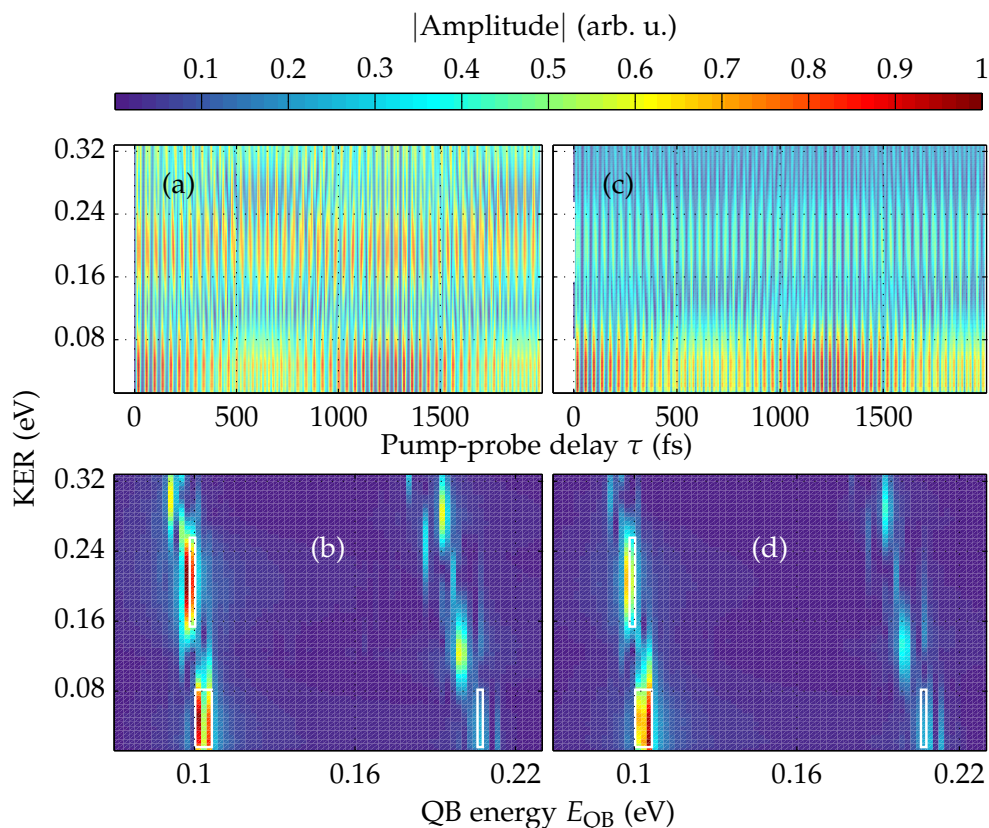 |Amplitude| (arb. u.)
0.1 0.2 0.3 0.4 0.5 0.6 0.7 0.8 0.9 1
0.32 (a) (c)
0.24
0.16
0.08
0 500 1000 1500 0 500 1000 1500
Pump-probe delay τ (fs)
KER (eV)
0.32
0.24 (b) (d)
0.16
0.08
0.1 0.16 0.22 0.1 0.16 0.22
QB energy E_QB (eV)